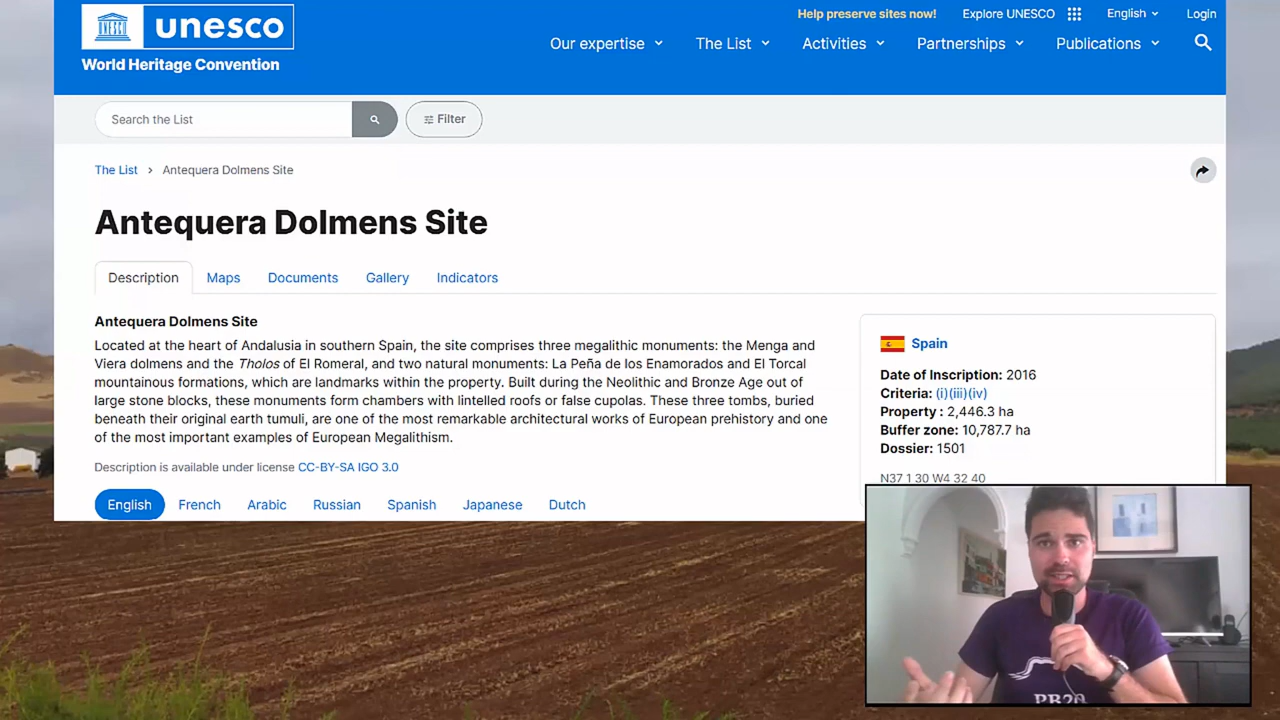 unesco
World Heritage Convention
Help preserve sites now!
Explore UNESCO
English
Login
Our expertise
The List
Activities
Partnerships
Publications
Search the List
Filter
The List > Antequera Dolmens Site
Antequera Dolmens Site
Description
Maps
Documents
Gallery
Indicators
Antequera Dolmens Site
Located at the heart of Andalusia in southern Spain, the site comprises three megalithic monuments: the Menga and
Viera dolmens and the Tholos of El Romeral, and two natural monuments: La Peña de los Enamorados and El Torcal
mountainous formations, which are landmarks within the property. Built during the Neolithic and Bronze Age out of
large stone blocks, these monuments form chambers with lintelled roofs or false cupolas. These three tombs, buried
beneath their original earth tumuli, are one of the most remarkable architectural works of European prehistory and one
of the most important examples of European Megalithism.
Description is available under license CC-BY-SA IGO 3.0
English
French
Arabic
Russian
Spanish
Japanese
Dutch
Spain
Date of Inscription: 2016
Criteria: (i)(iii)(iv)
Property : 2,446.3 ha
Buffer zone: 10,787.7 ha
Dossier: 1501
N37 1 30 W4 32 40
PB20